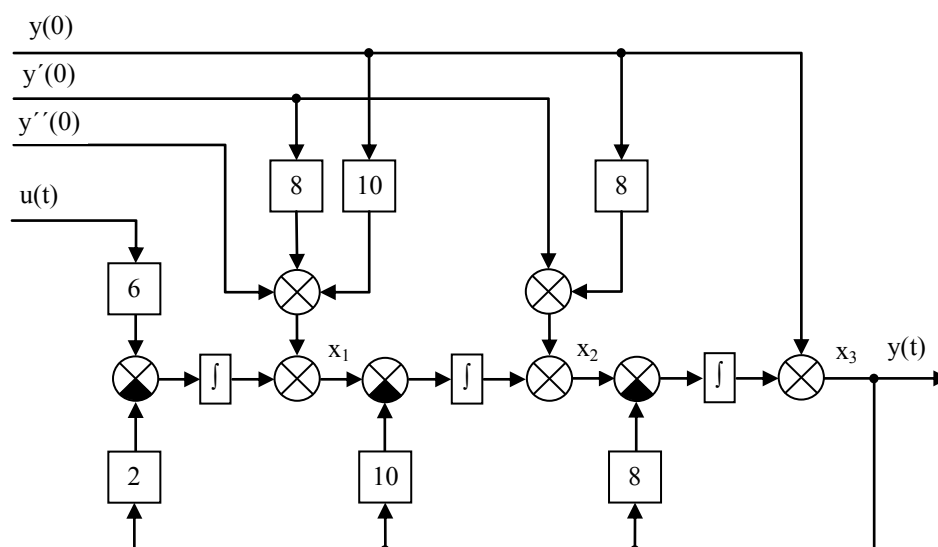 y(0)
y´(0)
y´´(0)
u(t)
8
10
8
6
x₁
x₂
x₃
y(t)
∫
∫
∫
2
10
8